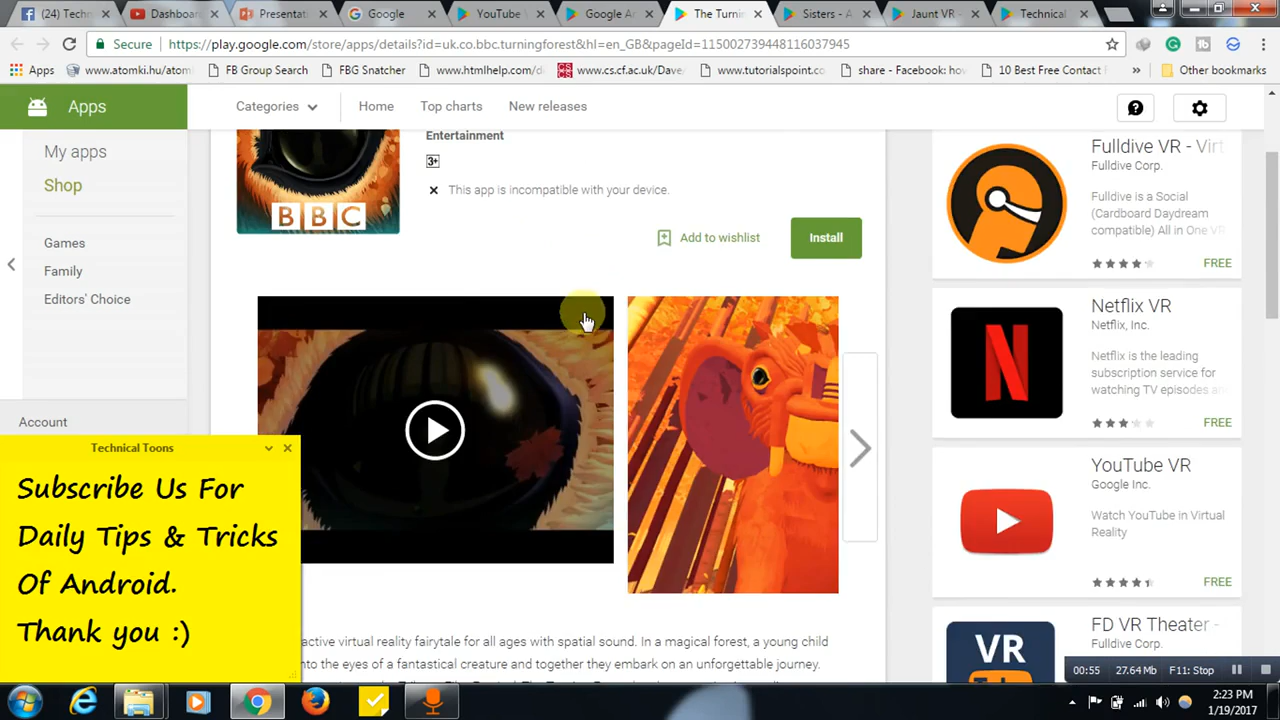 (24) Techni
Dashboar
Presentat
Google
YouTube
Google Ar
The Turni
Sisters - A
Jaunt VR -
Technical
Secure
https://play.google.com/store/apps/details?id=uk.co.bbc.turningforest&hl=en_GB&pageId=115002739448116037945
Apps
www.atomki.hu/atomi
FB Group Search
FBG Snatcher
www.htmlhelp.com/d
www.cs.cf.ac.uk/Dave
www.tutorialspoint.
share - Facebook: how
10 Best Free Contact
»
Other bookmarks
Apps
Categories
Home
Top charts
New releases
My apps
Shop
Games
Family
Editors' Choice
Account
BBC
Entertainment
3+
This app is incompatible with your device.
Add to wishlist
Install
active virtual reality fairytale for all ages with spatial sound. In a magical forest, a young child
nto the eyes of a fantastical creature and together they embark on an unforgettable journey.
Fulldive VR - Virt
Fulldive Corp.
Fulldive is a Social
(Cardboard Daydream
compatible) All in One VR
FREE
Netflix VR
Netflix, Inc.
Netflix is the leading
subscription service for
watching TV episodes an
FREE
YouTube VR
Google Inc.
Watch YouTube in Virtual
Reality
FREE
FD VR Theater -
Fulldive Corp.
VR
Technical Toons
Subscribe Us For
Daily Tips & Tricks
Of Android.
Thank you :)
00:55
27.64 Mb
F11: Stop
2:23 PM
1/19/2017